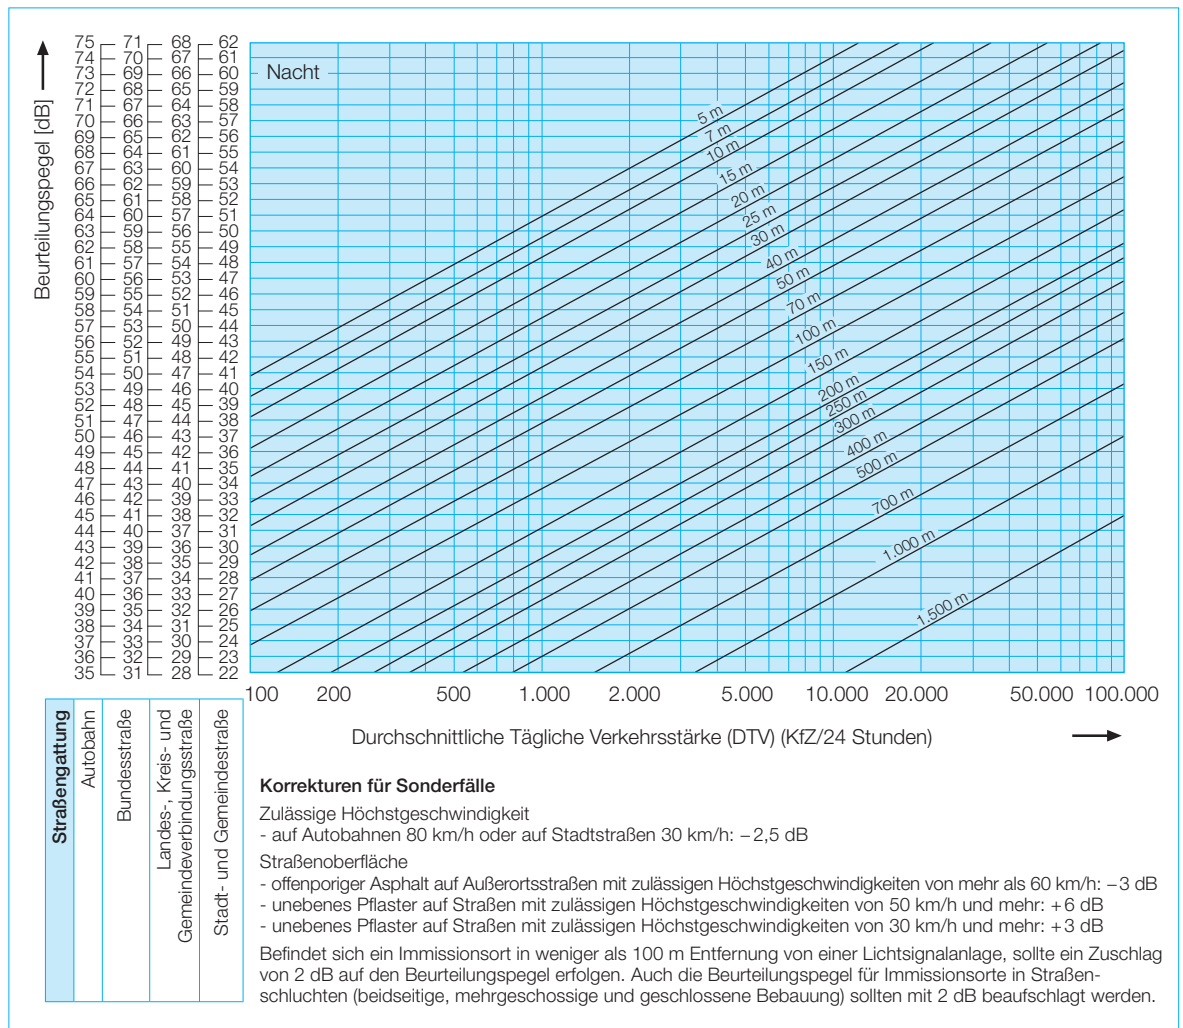 Beurteilungspegel [dB]
75 71 68 62
74 70 67 61
73 69 66 60
72 68 65 59
71 67 64 58
70 66 63 57
69 65 62 56
68 64 61 55
67 63 60 54
66 62 59 53
65 61 58 52
64 60 57 51
63 59 56 50
62 58 55 49
61 57 54 48
60 56 53 47
59 55 52 46
58 54 51 45
57 53 50 44
56 52 49 43
55 51 48 42
54 50 47 41
53 49 46 40
52 48 45 39
51 47 44 38
50 46 43 37
49 45 42 36
48 44 41 35
47 43 40 34
46 42 39 33
45 41 38 32
44 40 37 31
43 39 36 30
42 38 35 29
41 37 34 28
40 36 33 27
39 35 32 26
38 34 31 25
37 33 30 24
36 32 29 23
35 31 28 22
Nacht
5 m
7 m
10 m
15 m
20 m
25 m
30 m
40 m
50 m
70 m
100 m
150 m
200 m
250 m
300 m
400 m
500 m
700 m
1.000 m
1.500 m
100 200 500 1.000 2.000 5.000 10.000 20.000 50.000 100.000
Durchschnittliche Tägliche Verkehrsstärke (DTV) (KfZ/24 Stunden)
Straßengattung
Autobahn
Bundesstraße
Landes-, Kreis- und
Gemeindeverbindungsstraße
Stadt- und Gemeindestraße
Korrekturen für Sonderfälle
Zulässige Höchstgeschwindigkeit
- auf Autobahnen 80 km/h oder auf Stadtstraßen 30 km/h: –2,5 dB
Straßenoberfläche
- offenporiger Asphalt auf Außerortsstraßen mit zulässigen Höchstgeschwindigkeiten von mehr als 60 km/h: –3 dB
- unebenes Pflaster auf Straßen mit zulässigen Höchstgeschwindigkeiten von 50 km/h und mehr: +6 dB
- unebenes Pflaster auf Straßen mit zulässigen Höchstgeschwindigkeiten von 30 km/h und mehr: +3 dB
Befindet sich ein Immissionsort in weniger als 100 m Entfernung von einer Lichtsignalanlage, sollte ein Zuschlag
von 2 dB auf den Beurteilungspegel erfolgen. Auch die Beurteilungspegel für Immissionsorte in Straßen-
schluchten (beidseitige, mehrgeschossige und geschlossene Bebauung) sollten mit 2 dB beaufschlagt werden.